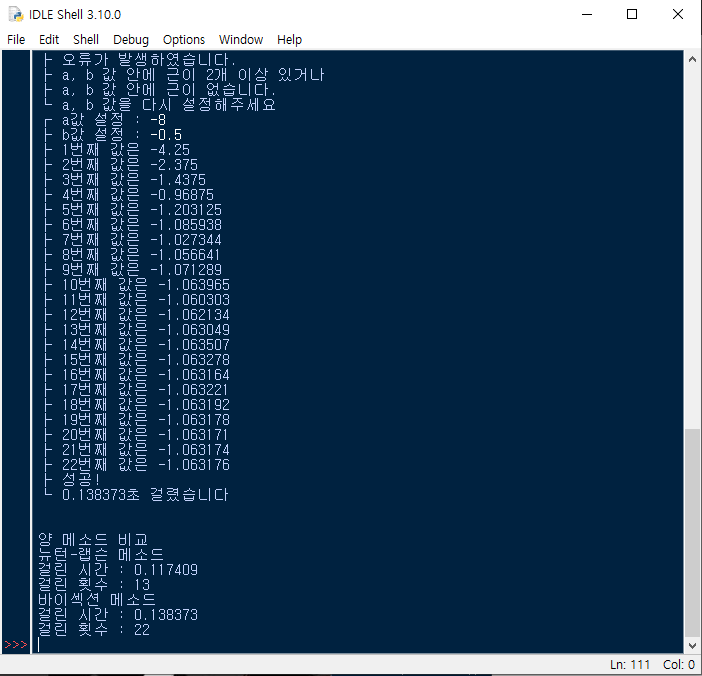 IDLE Shell 3.10.0
File Edit Shell Debug Options Window Help
├ 오류가 발생하였습니다.
├ a, b 값 안에 근이 2개 이상 있거나
├ a, b 값 안에 근이 없습니다.
└ a, b 값을 다시 설정해주세요
┌ a값 설정 : -8
├ b값 설정 : -0.5
├ 1번째 값은 -4.25
├ 2번째 값은 -2.375
├ 3번째 값은 -1.4375
├ 4번째 값은 -0.96875
├ 5번째 값은 -1.203125
├ 6번째 값은 -1.085938
├ 7번째 값은 -1.027344
├ 8번째 값은 -1.056641
├ 9번째 값은 -1.071289
├ 10번째 값은 -1.063965
├ 11번째 값은 -1.060303
├ 12번째 값은 -1.062134
├ 13번째 값은 -1.063049
├ 14번째 값은 -1.063507
├ 15번째 값은 -1.063278
├ 16번째 값은 -1.063164
├ 17번째 값은 -1.063221
├ 18번째 값은 -1.063192
├ 19번째 값은 -1.063178
├ 20번째 값은 -1.063171
├ 21번째 값은 -1.063174
├ 22번째 값은 -1.063176
├ 성공!
└ 0.138373초 걸렸습니다
양 메소드 비교
뉴턴-랩슨 메소드
걸린 시간 : 0.117409
걸린 횟수 : 13
바이섹션 메소드
걸린 시간 : 0.138373
걸린 횟수 : 22
>>>
Ln: 111 Col: 0